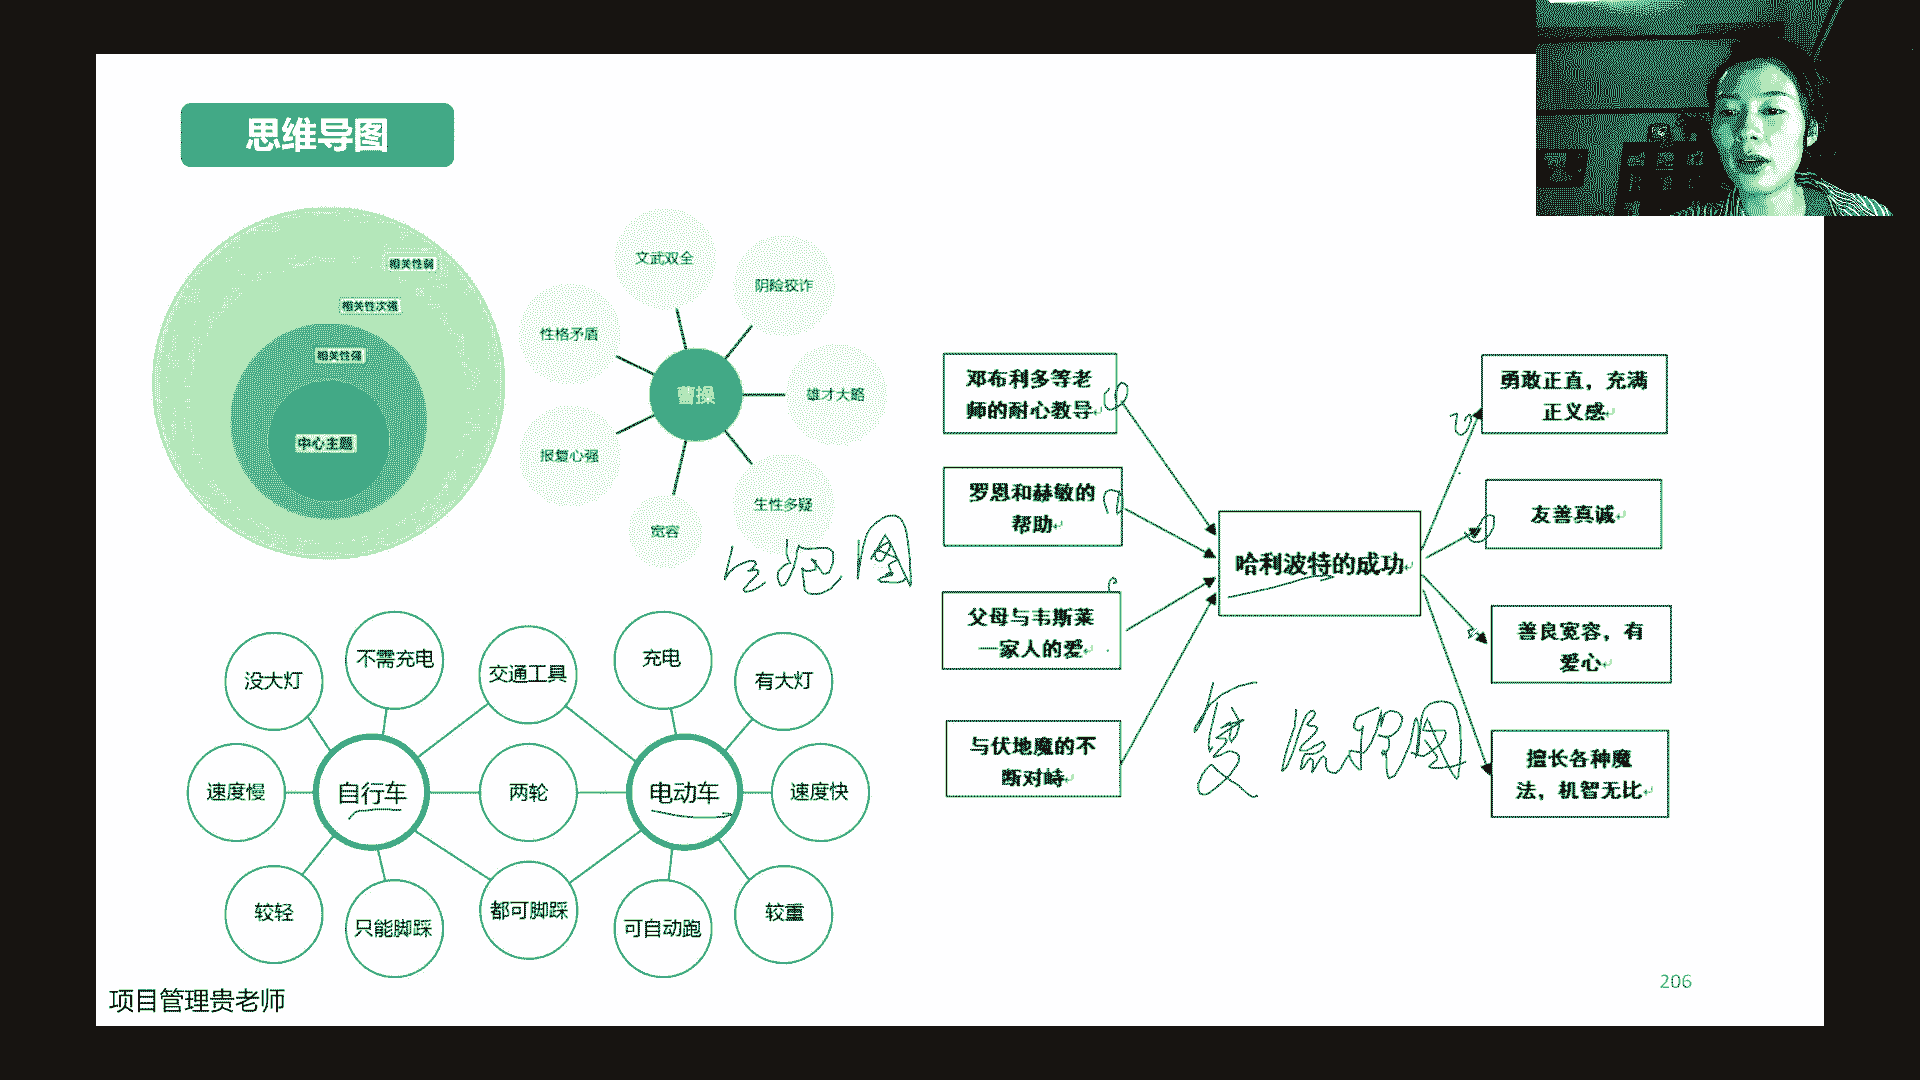 思维导图
相关性弱
相关性次强
相关性强
中心主题
文武双全
阴险狡诈
性格矛盾
曹操
雄才大略
报复心强
生性多疑
宽容
气泡图
没大灯
不需充电
交通工具
充电
有大灯
速度慢
自行车
两轮
电动车
速度快
较轻
只能脚踩
都可脚踩
可自动跑
较重
邓布利多等老
师的耐心教导
罗恩和赫敏的
帮助
父母与韦斯莱
一家人的爱
与伏地魔的不
断对峙
哈利波特的成功
勇敢正直，充满
正义感
友善真诚
善良宽容，有
爱心
擅长各种魔
法，机智无比
复流程图
项目管理贵老师
206